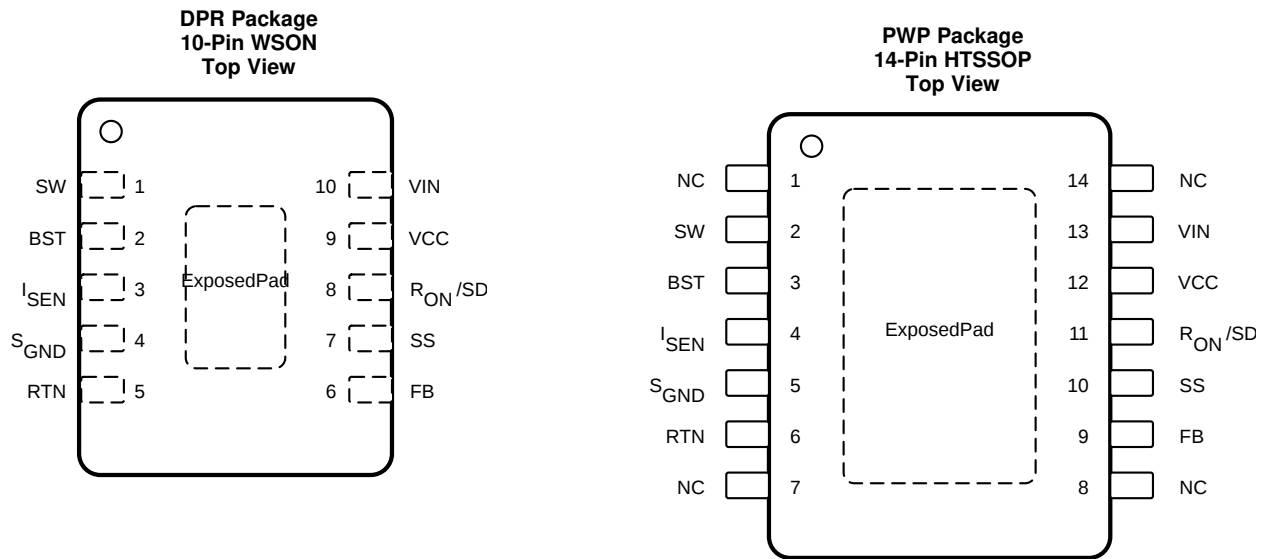 DPR Package
10-Pin WSON
Top View
SW 1 10 VIN
BST 2 9 VCC
ISEN 3 ExposedPad 8 RON/SD
SGND 4 7 SS
RTN 5 6 FB
PWP Package
14-Pin HTSSOP
Top View
NC 1 14 NC
SW 2 13 VIN
BST 3 12 VCC
ISEN 4 ExposedPad 11 RON/SD
SGND 5 10 SS
RTN 6 9 FB
NC 7 8 NC